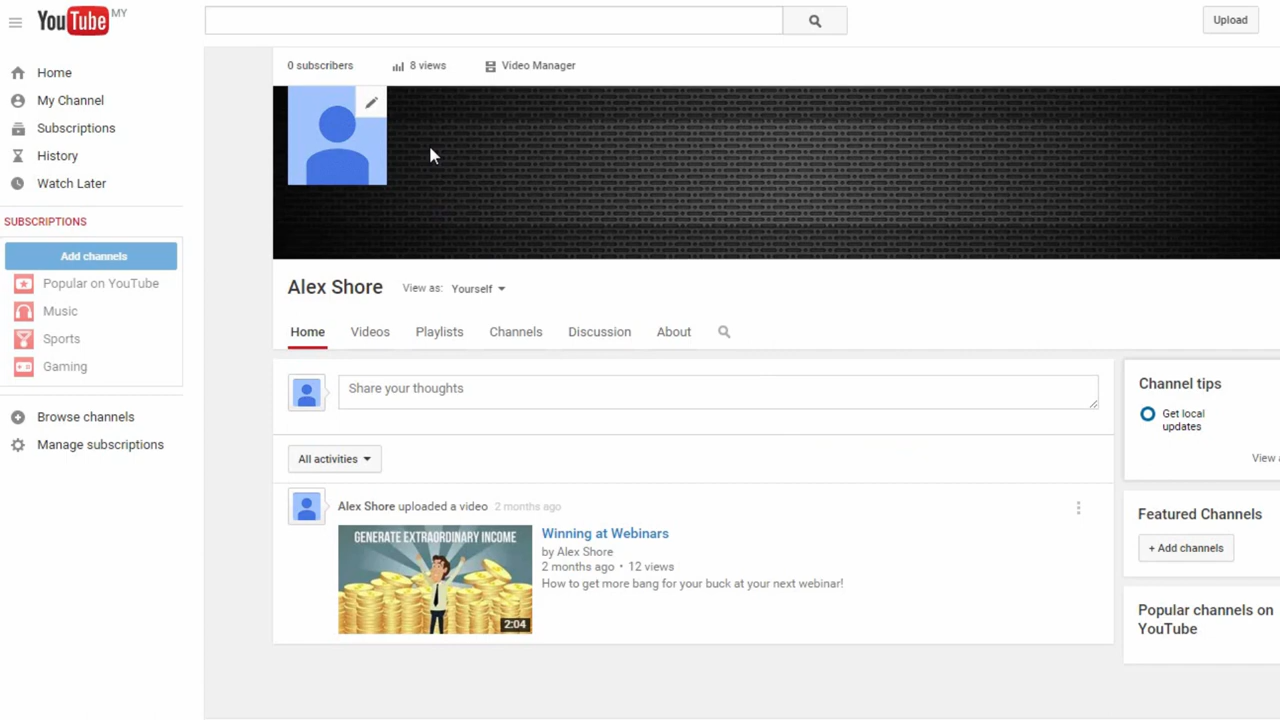 YouTube MY
Upload
0 subscribers
8 views
Video Manager
Home
My Channel
Subscriptions
History
Watch Later
SUBSCRIPTIONS
Add channels
Popular on YouTube
Music
Sports
Gaming
Browse channels
Manage subscriptions
Alex Shore
View as: Yourself
Home
Videos
Playlists
Channels
Discussion
About
Share your thoughts
All activities
Alex Shore uploaded a video 2 months ago
GENERATE EXTRAORDINARY INCOME
2:04
Winning at Webinars
by Alex Shore
2 months ago • 12 views
How to get more bang for your buck at your next webinar!
Channel tips
Get local
updates
View
Featured Channels
+ Add channels
Popular channels on
YouTube